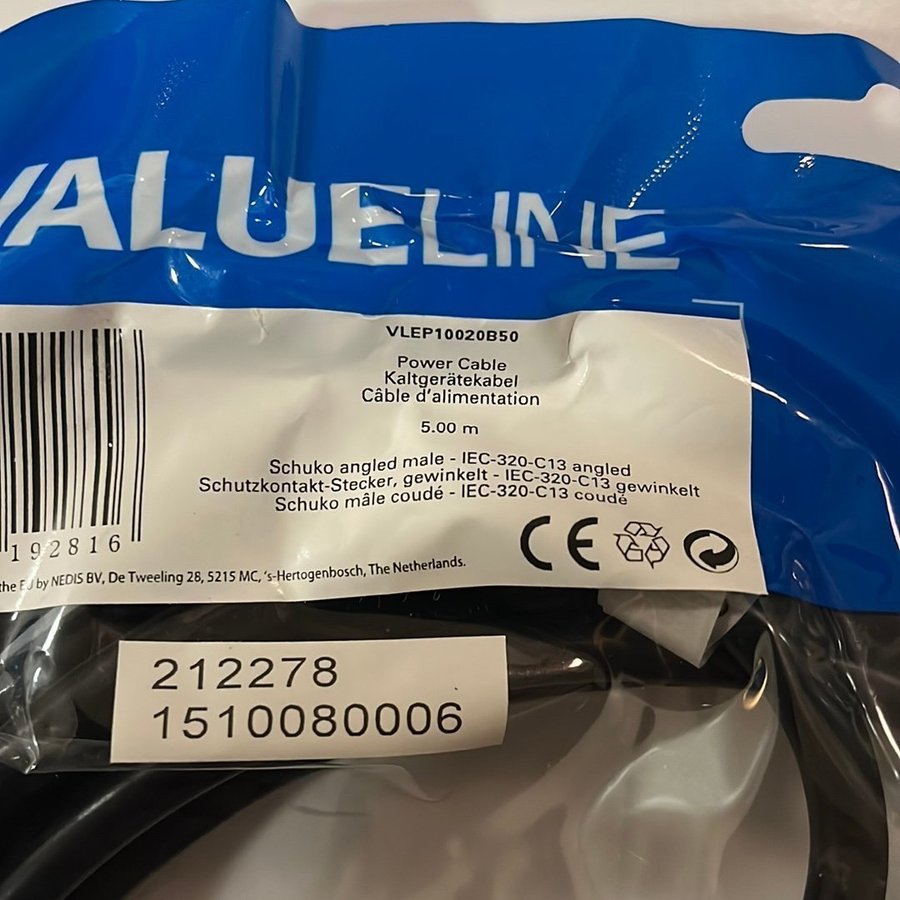 VALUELINE
VLEP10020B50
Power Cable
Kaltgerätekabel
Câble d'alimentation
5.00 m
Schuko angled male - IEC-320-C13 angled
Schutzkontakt-Stecker, gewinkelt - IEC-320-C13 gewinkelt
Schuko mâle coudé - IEC-320-C13 coudé
CE
192816
the EU by NEDIS BV, De Tweeling 28, 5215 MC, 's-Hertogenbosch, The Netherlands.
212278
1510080006